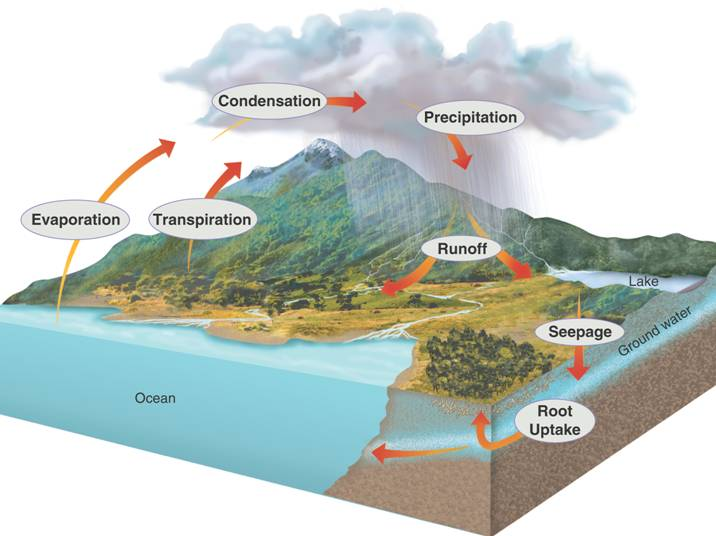 Condensation
Precipitation
Evaporation
Transpiration
Runoff
Lake
Seepage
Ground water
Ocean
Root
Uptake